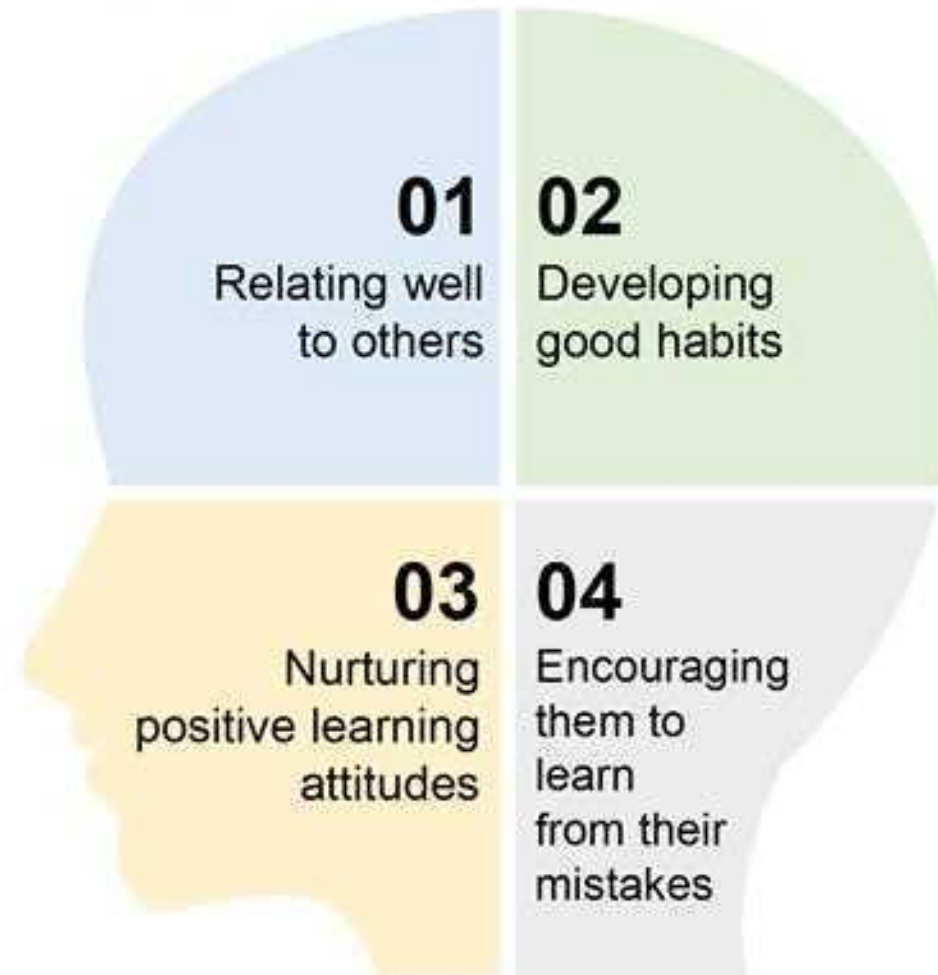 01
Relating well
to others
02
Developing
good habits
03
Nurturing
positive learning
attitudes
04
Encouraging
them to
learn
from their
mistakes